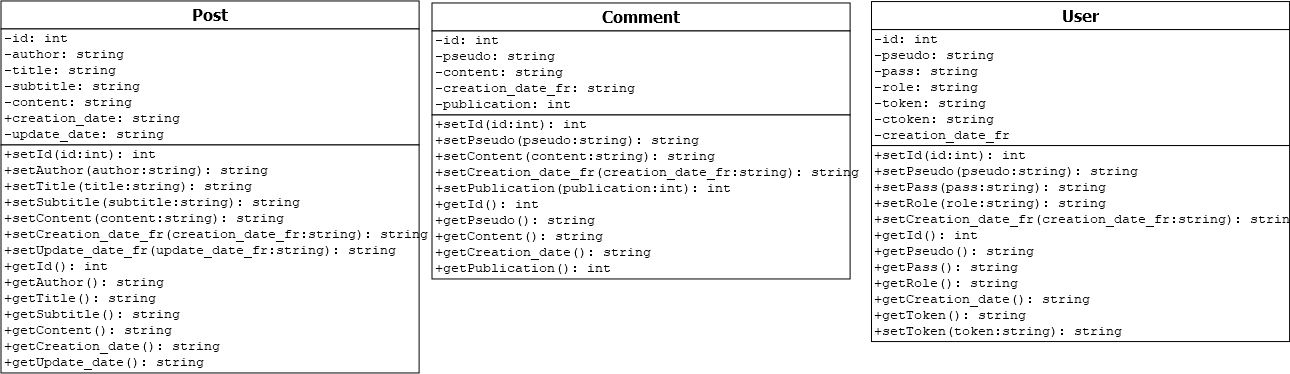 Post
-id: int
-author: string
-title: string
-subtitle: string
-content: string
+creation_date: string
-update_date: string
+setId(id:int): int
+setAuthor(author:string): string
+setTitle(title:string): string
+setSubtitle(subtitle:string): string
+setContent(content:string): string
+setCreation_date_fr(creation_date_fr:string): string
+setUpdate_date_fr(update_date_fr:string): string
+getId(): int
+getAuthor(): string
+getTitle(): string
+getSubtitle(): string
+getContent(): string
+getCreation_date(): string
+getUpdate_date(): string
Comment
-id: int
-pseudo: string
-content: string
-creation_date_fr: string
-publication: int
+setId(id:int): int
+setPseudo(pseudo:string): string
+setContent(content:string): string
+setCreation_date_fr(creation_date_fr:string): string
+setPublication(publication:int): int
+getId(): int
+getPseudo(): string
+getContent(): string
+getCreation_date(): string
+getPublication(): int
User
-id: int
-pseudo: string
-pass: string
-role: string
-token: string
-ctoken: string
-creation_date_fr
+setId(id:int): int
+setPseudo(pseudo:string): string
+setPass(pass:string): string
+setRole(role:string): string
+setCreation_date_fr(creation_date_fr:string): strin
+getId(): int
+getPseudo(): string
+getPass(): string
+getRole(): string
+getCreation_date(): string
+getToken(): string
+setToken(token:string): string